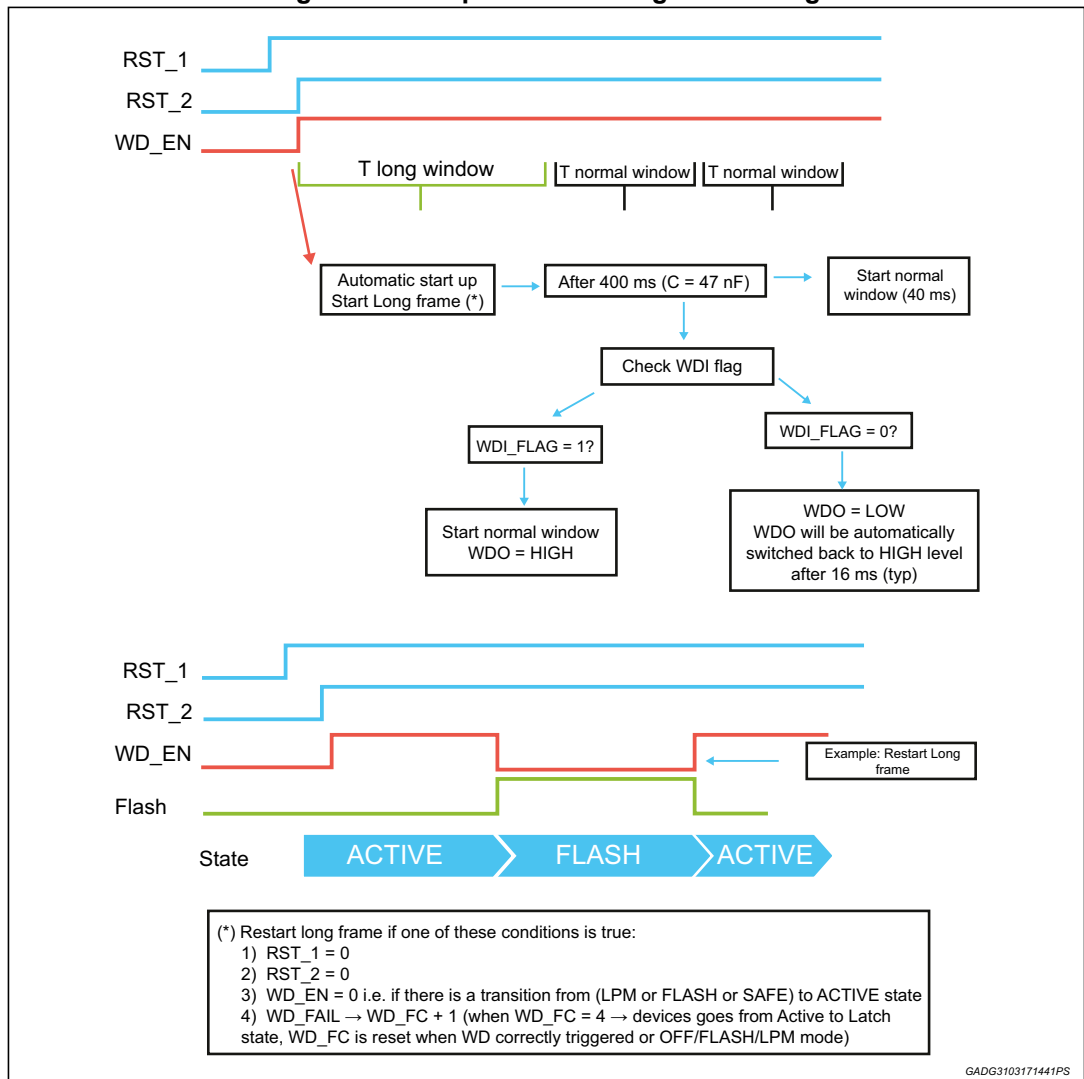 RST_1
RST_2
WD_EN
T long window
T normal window
T normal window
Automatic start up
Start Long frame (*)
After 400 ms (C = 47 nF)
Start normal
window (40 ms)
Check WDI flag
WDI_FLAG = 1?
WDI_FLAG = 0?
Start normal window
WDO = HIGH
WDO = LOW
WDO will be automatically
switched back to HIGH level
after 16 ms (typ)
RST_1
RST_2
WD_EN
Example: Restart Long
frame
Flash
State
ACTIVE
FLASH
ACTIVE
(*) Restart long frame if one of these conditions is true:
1) RST_1 = 0
2) RST_2 = 0
3) WD_EN = 0 i.e. if there is a transition from (LPM or FLASH or SAFE) to ACTIVE state
4) WD_FAIL → WD_FC + 1 (when WD_FC = 4 → devices goes from Active to Latch
state, WD_FC is reset when WD correctly triggered or OFF/FLASH/LPM mode)
GADG3103171441PS